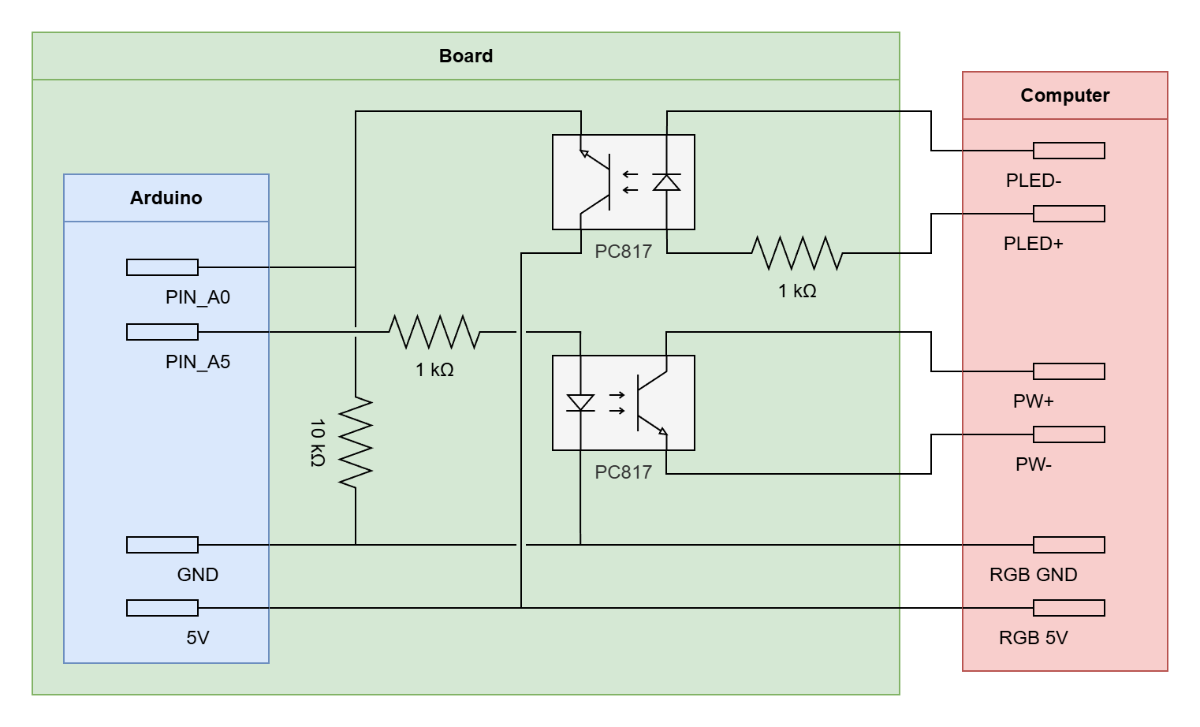 Board
Computer
PLED-
Arduino
PLED+
PC817
1 kΩ
PIN_A0
PIN_A5
1 kΩ
PW+
10 kΩ
PW-
PC817
GND
RGB GND
5V
RGB 5V